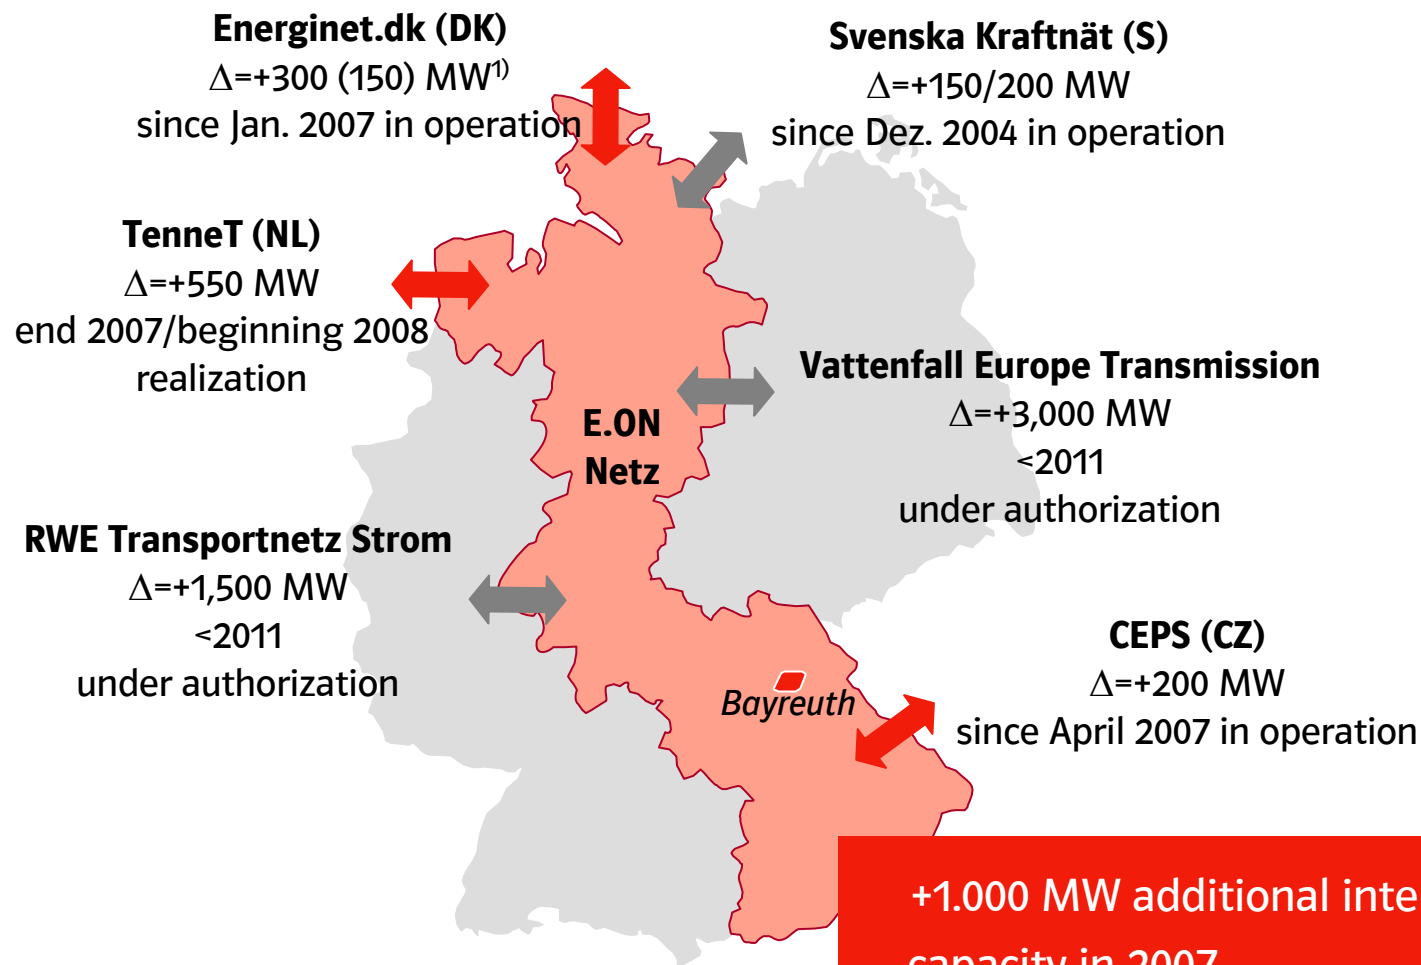 Energinet.dk (DK)
Δ=+300 (150) MW¹⁾
since Jan. 2007 in operation
Svenska Kraftnät (S)
Δ=+150/200 MW
since Dez. 2004 in operation
TenneT (NL)
Δ=+550 MW
end 2007/beginning 2008
realization
Vattenfall Europe Transmission
Δ=+3,000 MW
<2011
under authorization
E.ON
Netz
RWE Transportnetz Strom
Δ=+1,500 MW
<2011
under authorization
CEPS (CZ)
Δ=+200 MW
since April 2007 in operation
Bayreuth
+1.000 MW additional inte
capacity in 2007